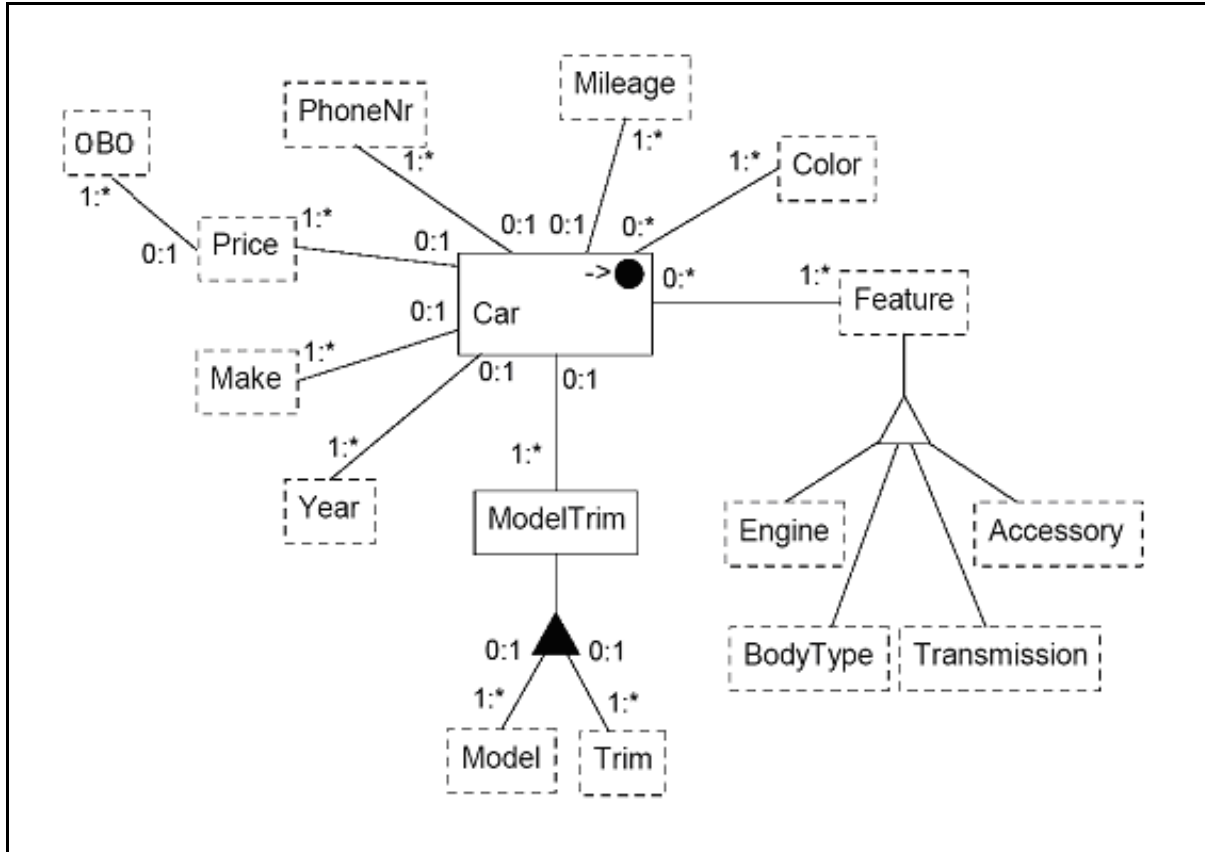 Mileage
PhoneNr
OBO
1:*
1:*
1:*
Color
1:*
1:*
0:1
0:1
0:*
0:1
Price
0:1
->
0:*
1:*
Feature
0:1
Car
Make
1:*
0:1
0:1
1:*
1:*
Year
ModelTrim
Engine
Accessory
0:1
0:1
BodyType
Transmission
1:*
1:*
Model
Trim